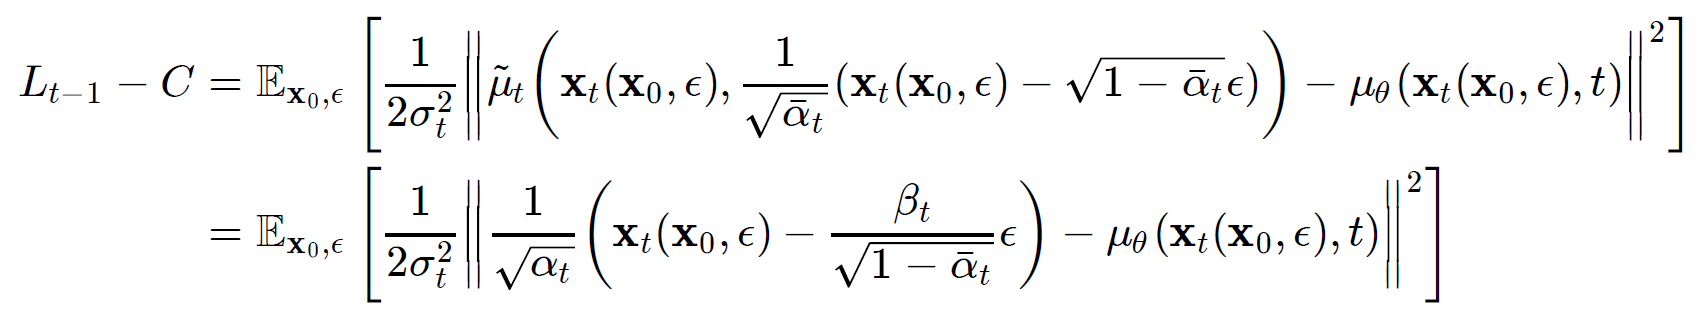 L_{t-1} - C = \mathbb{E}_{\mathbf{x}_0, \epsilon} \left[ \frac{1}{2\sigma_t^2} \left\| \tilde{\mu}_t \left( \mathbf{x}_t(\mathbf{x}_0, \epsilon), \frac{1}{\sqrt{\bar{\alpha}_t}} (\mathbf{x}_t(\mathbf{x}_0, \epsilon) - \sqrt{1 - \bar{\alpha}_t} \epsilon) \right) - \mu_\theta(\mathbf{x}_t(\mathbf{x}_0, \epsilon), t) \right\|^2 \right]
= \mathbb{E}_{\mathbf{x}_0, \epsilon} \left[ \frac{1}{2\sigma_t^2} \left\| \frac{1}{\sqrt{\alpha_t}} \left( \mathbf{x}_t(\mathbf{x}_0, \epsilon) - \frac{\beta_t}{\sqrt{1 - \bar{\alpha}_t}} \epsilon \right) - \mu_\theta(\mathbf{x}_t(\mathbf{x}_0, \epsilon), t) \right\|^2 \right]